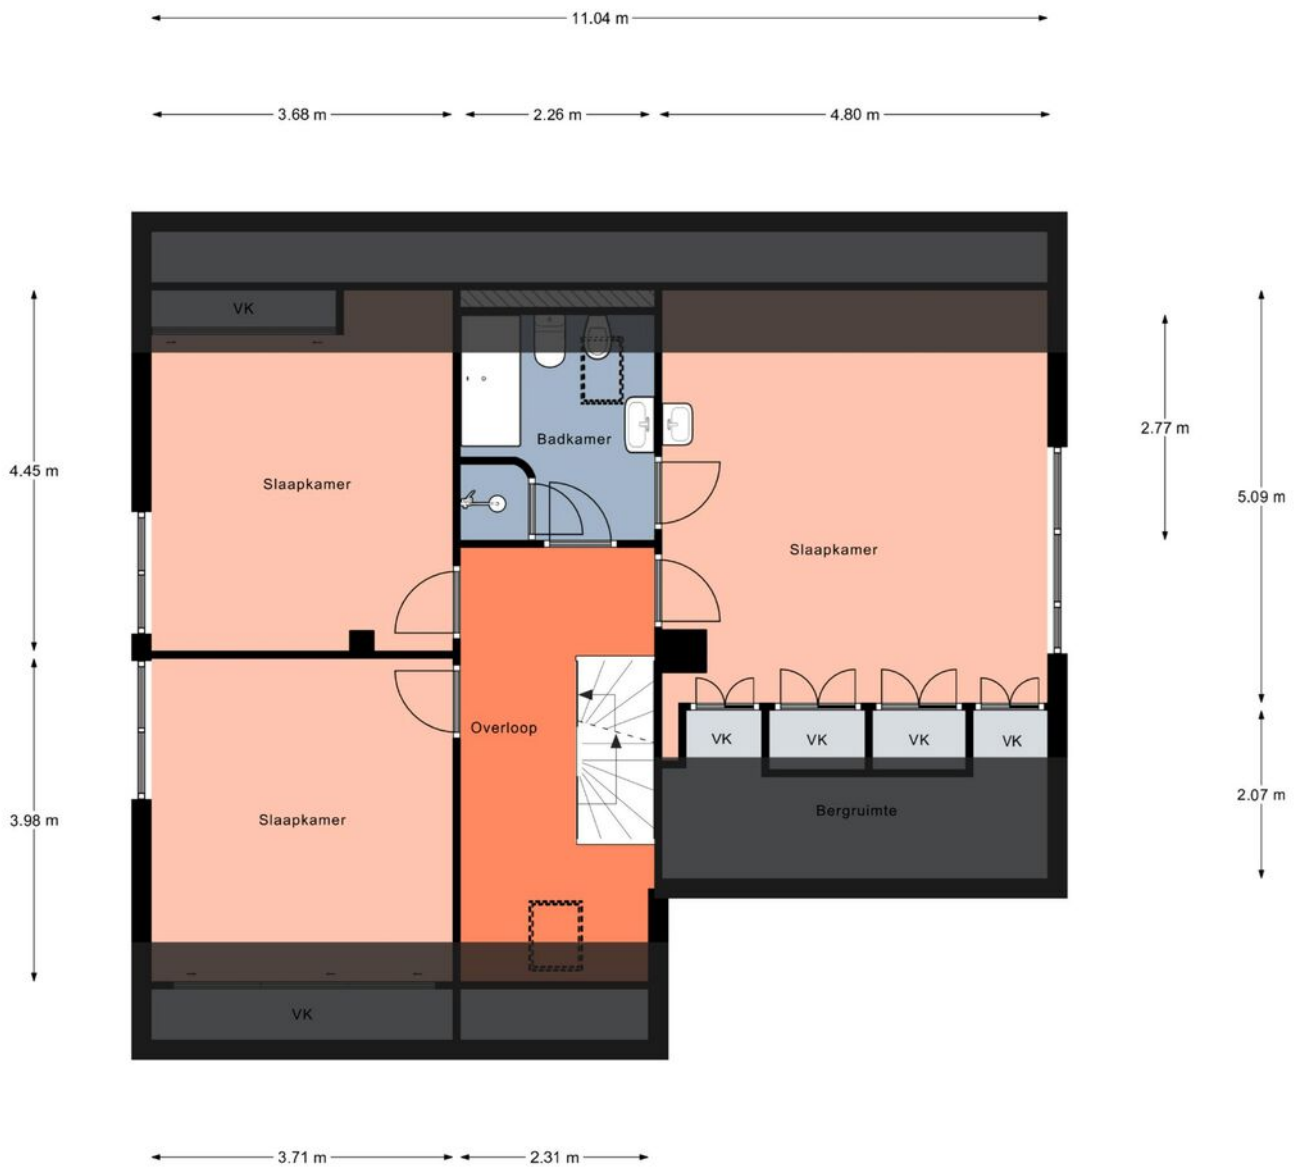 11.04 m
3.68 m
2.26 m
4.80 m
VK
2.77 m
Badkamer
4.45 m
Slaapkamer
5.09 m
Slaapkamer
Overloop
VK
VK
VK
VK
2.07 m
Bergruimte
3.98 m
Slaapkamer
VK
3.71 m
2.31 m